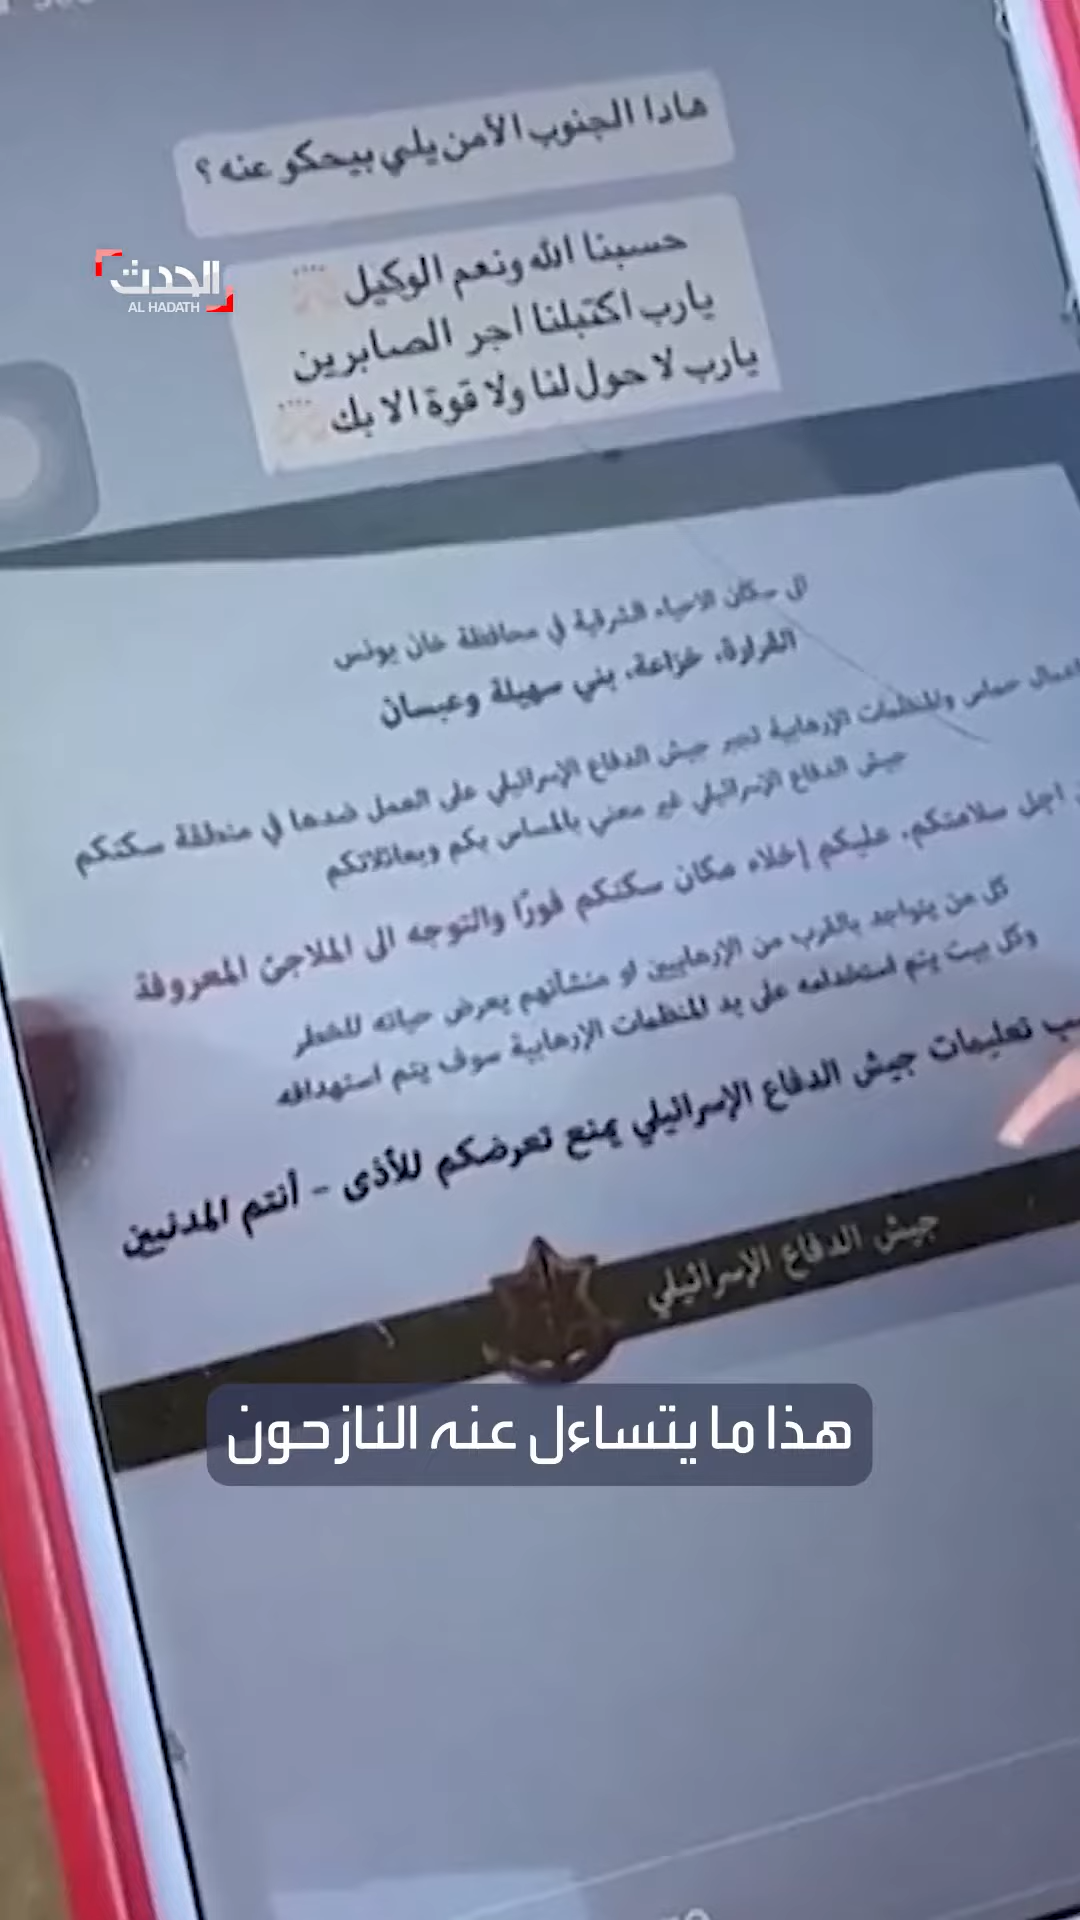 هادا الجنوب الآمن يلي بيحكو عنه ؟
حسبنا الله ونعم الوكيل
يارب اكتبلنا اجر الصابرين
يارب لا حول لنا ولا قوة الا بك
الحدث
AL HADATH
الى سكان الاحياء الشرقية في محافظة خان يونس
القرارة، خزاعة، بني سهيلة وعبسان
اعمال حماس والمنظمات الإرهابية تجبر جيش الدفاع الإسرائيلي على العمل ضدها في منطقة سكنكم
جيش الدفاع الإسرائيلي غير معني بالمساس بكم وبعائلاتكم
اجل سلامتكم، عليكم إخلاء مكان سكنكم فورًا والتوجه الى الملاجئ المعروفة
كل من يتواجد بالقرب من الإرهابيين او منشأتهم يعرض حياته للخطر
وكل بيت يتم استخدامه على يد المنظمات الإرهابية سوف يتم استهدافه
تعليمات جيش الدفاع الإسرائيلي يمنع تعرضكم للأذى - أنتم المدنيين
جيش الدفاع الإسرائيلي
هذا ما يتساءل عنه النازحون